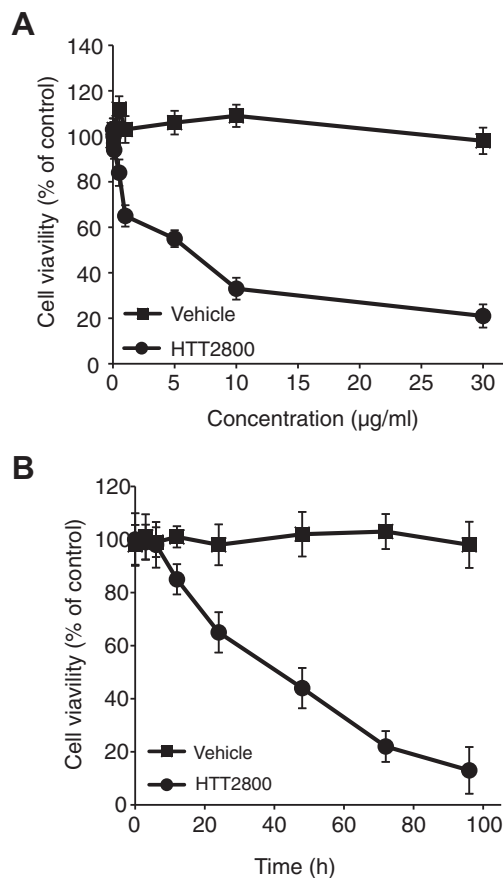 A
140
120
100
80
60
40
20
0
Cell viavility (% of control)
Vehicle
HTT2800
0 5 10 15 20 25 30
Concentration (μg/ml)
B
120
100
80
60
40
20
0
Cell viavility (% of control)
Vehicle
HTT2800
0 20 40 60 80 100
Time (h)